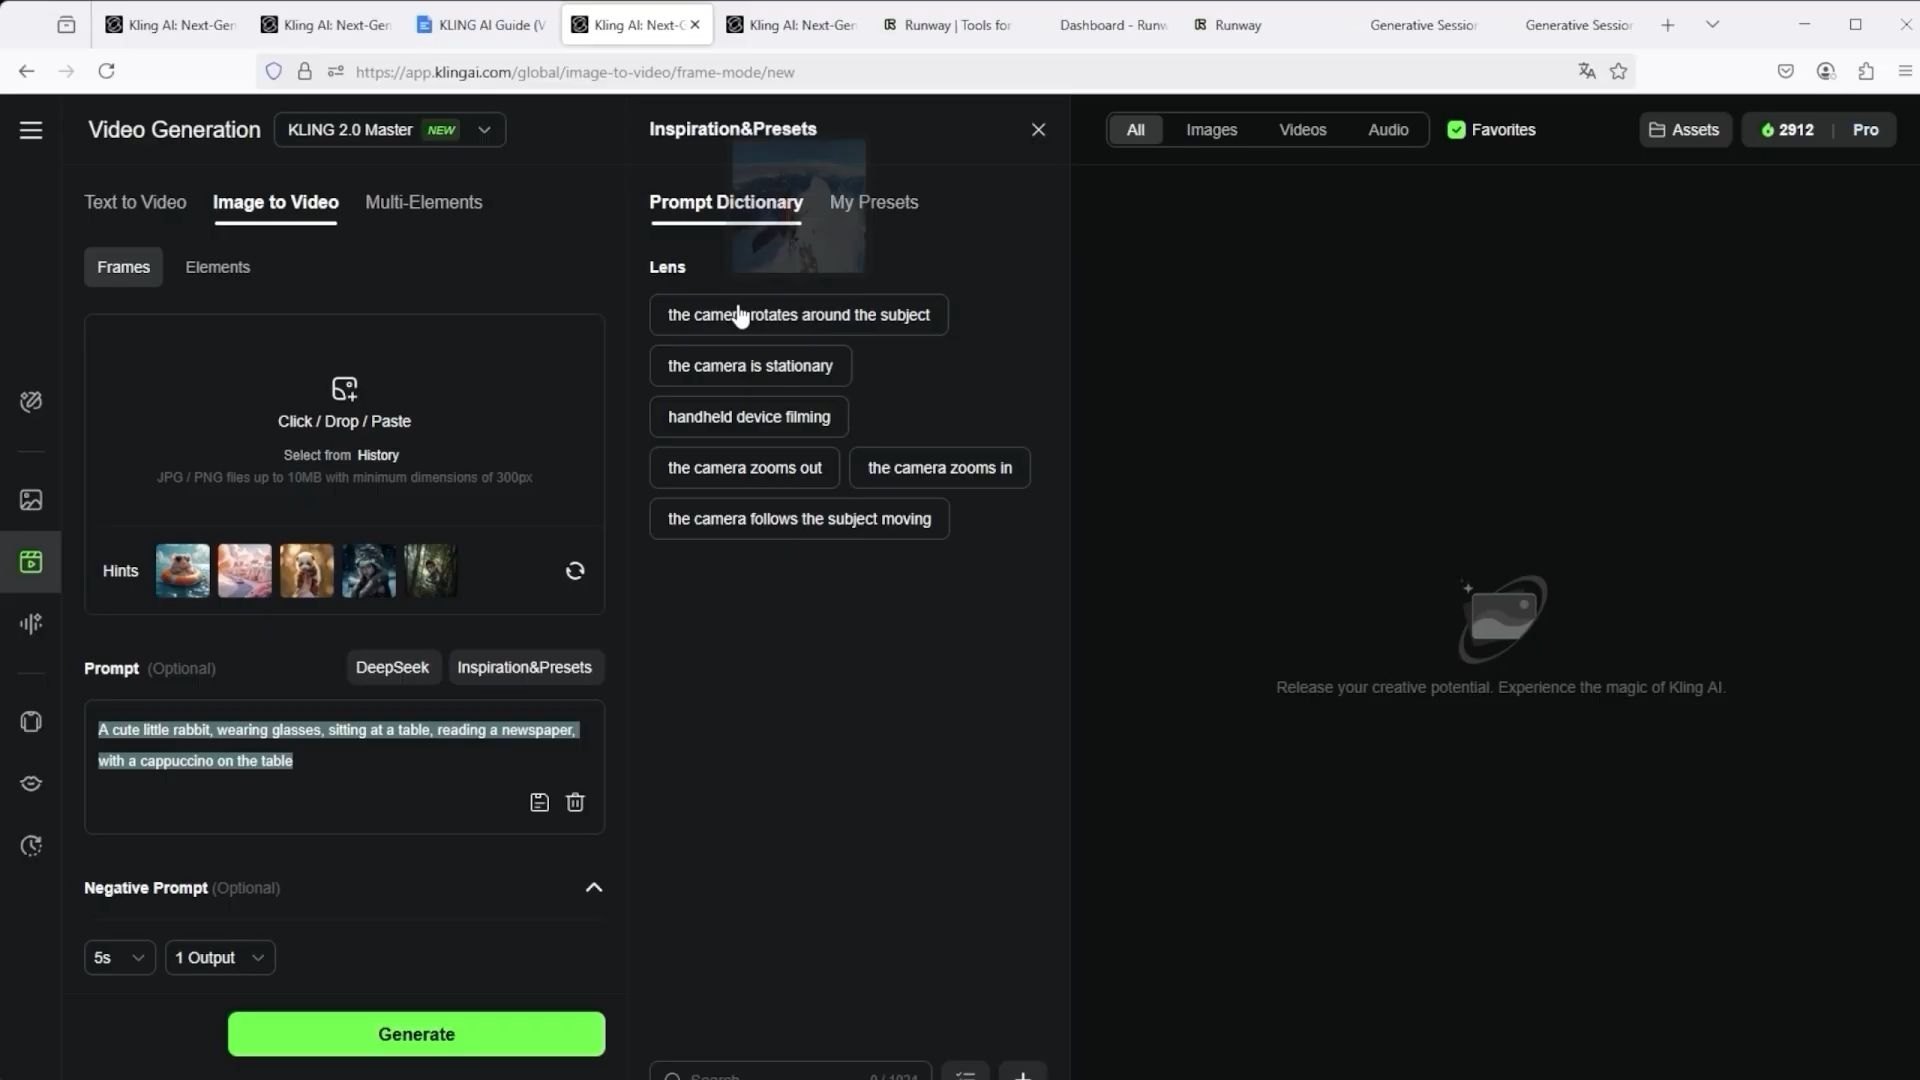 Kling AI: Next-Gen
Kling AI: Next-Gen
KLING AI Guide (V
Kling AI: Next-G
Kling AI: Next-Gen
Runway | Tools for
Dashboard - Runw
Runway
Generative Session
Generative Session
https://app.klingai.com/global/image-to-video/frame-mode/new
Video Generation
KLING 2.0 Master NEW
Inspiration&Presets
All
Images
Videos
Audio
Favorites
Assets
2912
Pro
Text to Video
Image to Video
Multi-Elements
Prompt Dictionary
My Presets
Frames
Elements
Lens
the camera rotates around the subject
the camera is stationary
handheld device filming
the camera zooms out
the camera zooms in
the camera follows the subject moving
Click / Drop / Paste
Select from History
JPG / PNG files up to 10MB with minimum dimensions of 300px
Hints
Prompt (Optional)
DeepSeek
Inspiration&Presets
A cute little rabbit, wearing glasses, sitting at a table, reading a newspaper,
with a cappuccino on the table
Negative Prompt (Optional)
5s
1 Output
Generate
Search
0 / 1024
Release your creative potential. Experience the magic of Kling AI.